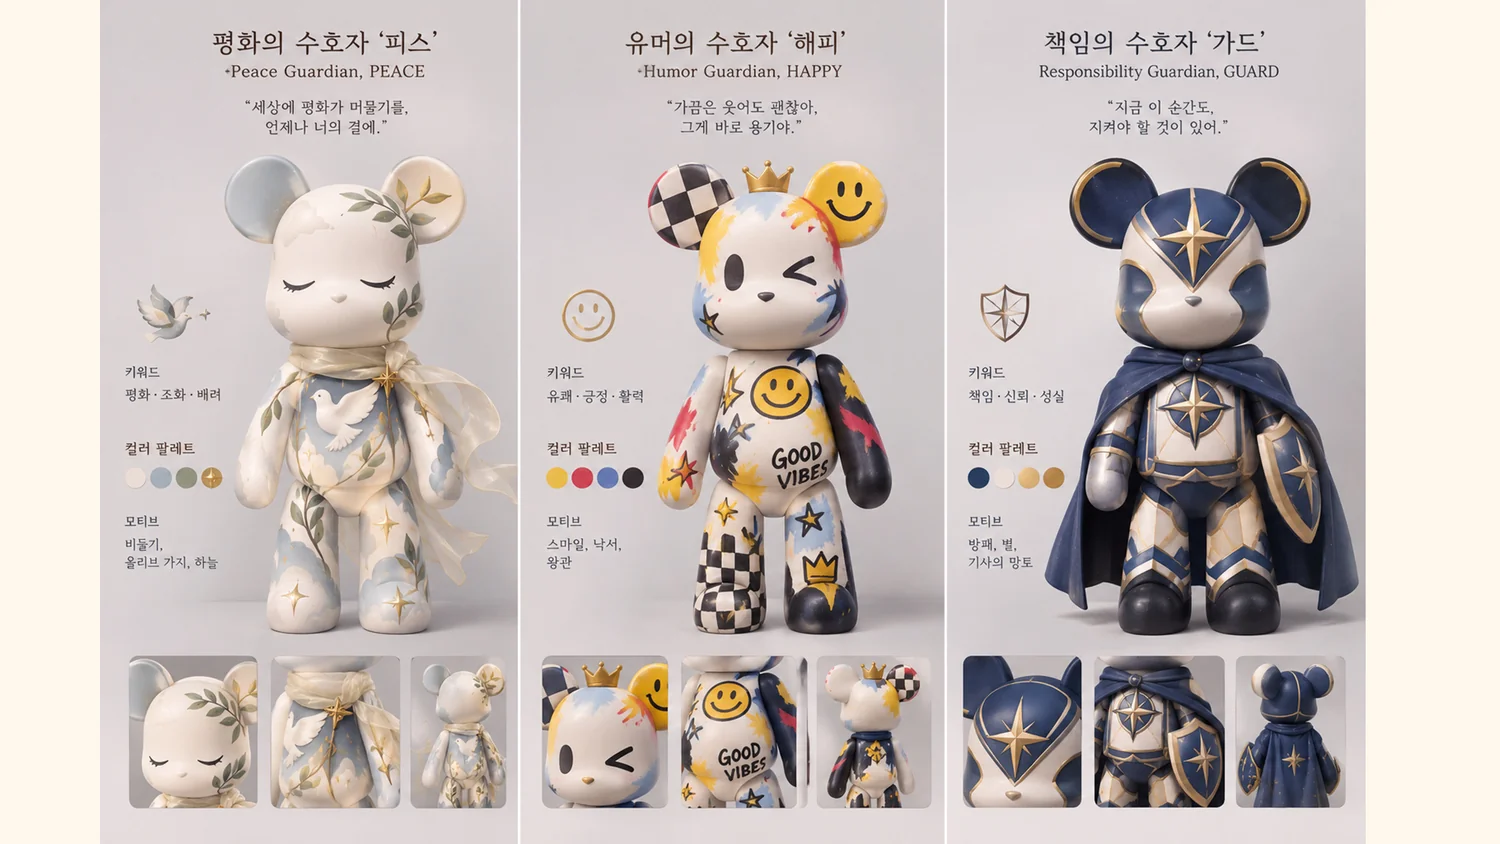 평화의 수호자 ‘피스’
Peace Guardian, PEACE
“세상에 평화가 머물기를,
언제나 너의 곁에.”
키워드
평화 · 조화 · 배려
컬러 팔레트
모티브
비둘기,
올리브 가지, 하늘
유머의 수호자 ‘해피’
Humor Guardian, HAPPY
“가끔은 웃어도 괜찮아,
그게 바로 용기야.”
키워드
유쾌 · 긍정 · 활력
컬러 팔레트
모티브
스마일, 낙서,
왕관
GOOD
VIBES
GOOD
VIBES
책임의 수호자 ‘가드’
Responsibility Guardian, GUARD
“지금 이 순간도,
지켜야 할 것이 있어.”
키워드
책임 · 신뢰 · 성실
컬러 팔레트
모티브
방패, 별,
기사의 망토